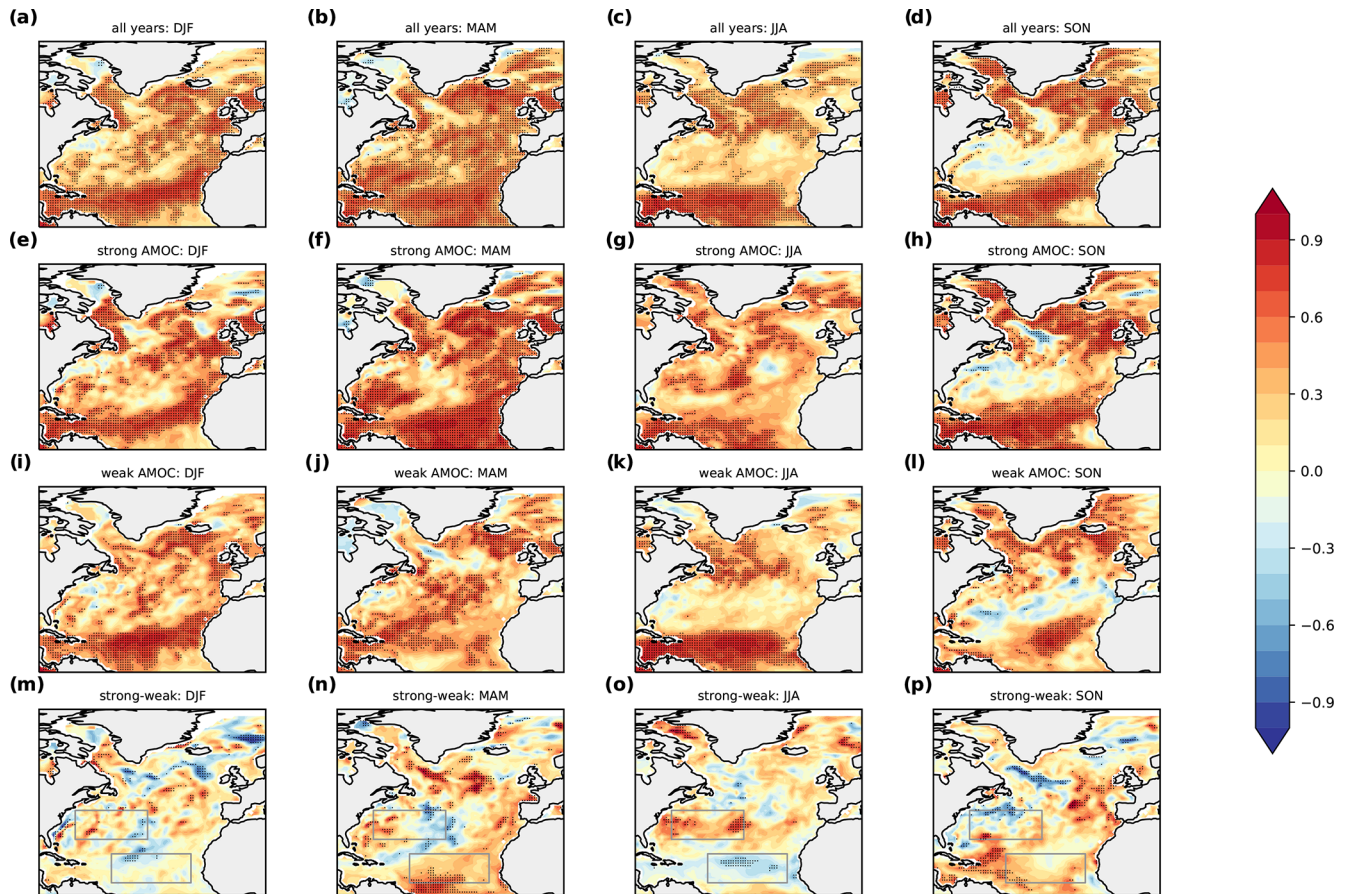 (a) (b) (c) (d)
all years: DJF all years: MAM all years: JJA all years: SON
(e) (f) (g) (h)
strong AMOC: DJF strong AMOC: MAM strong AMOC: JJA strong AMOC: SON
(i) (j) (k) (l)
weak AMOC: DJF weak AMOC: MAM weak AMOC: JJA weak AMOC: SON
(m) (n) (o) (p)
strong-weak: DJF strong-weak: MAM strong-weak: JJA strong-weak: SON
0.9
0.6
0.3
0.0
−0.3
−0.6
−0.9